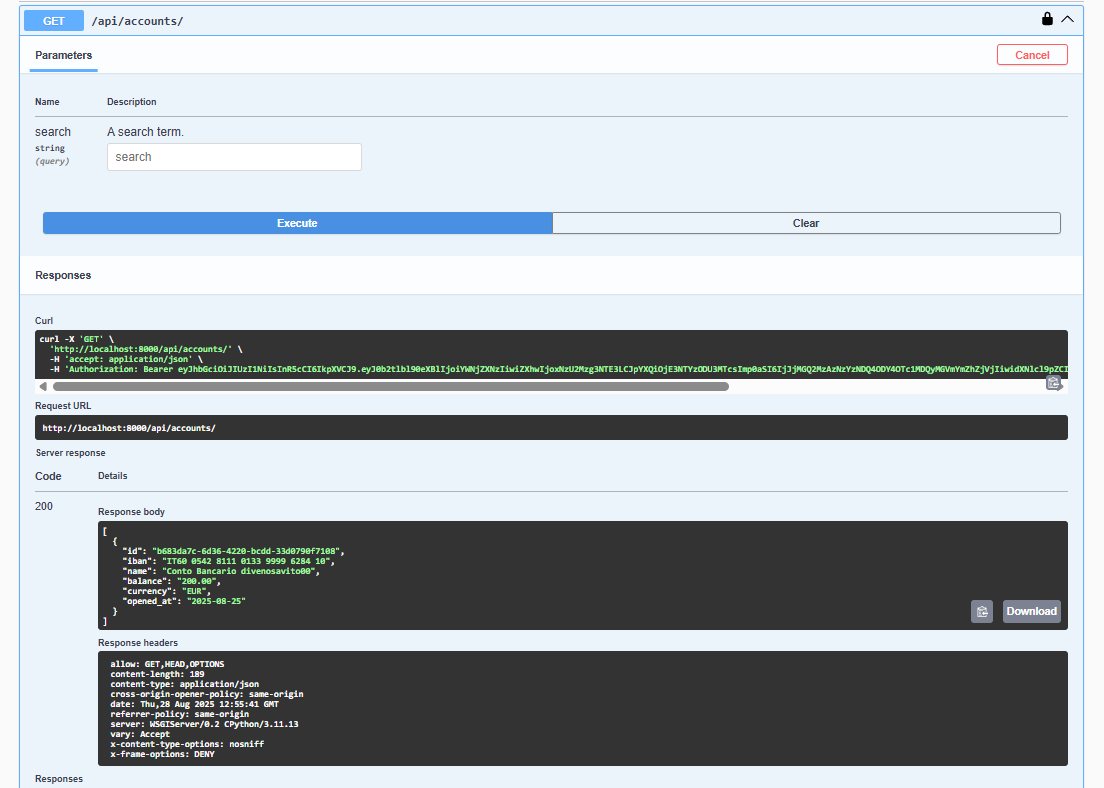 GET /api/accounts/
Parameters
Cancel
Name Description
search A search term.
string
(query)
search
Execute Clear
Responses
Curl
curl -X 'GET' \
'http://localhost:8000/api/accounts/' \
-H 'accept: application/json' \
-H 'Authorization: Bearer
Request URL
http://localhost:8000/api/accounts/
Server response
Code Details
200
Response body
[
{
"id": "b683da7c-6d36-4220-bcdd-33d0790f7108",
"iban": "IT60 0542 8111 0133 9999 6284 10",
"name": "Conto Bancario divenosavito00",
"balance": "200.00",
"currency": "EUR",
"opened_at": "2025-08-25"
}
]
Download
Response headers
allow: GET,HEAD,OPTIONS
content-length: 189
content-type: application/json
cross-origin-opener-policy: same-origin
date: Thu,28 Aug 2025 12:55:41 GMT
referrer-policy: same-origin
server: WSGIServer/0.2 CPython/3.11.13
vary: Accept
x-content-type-options: nosniff
x-frame-options: DENY
Responses